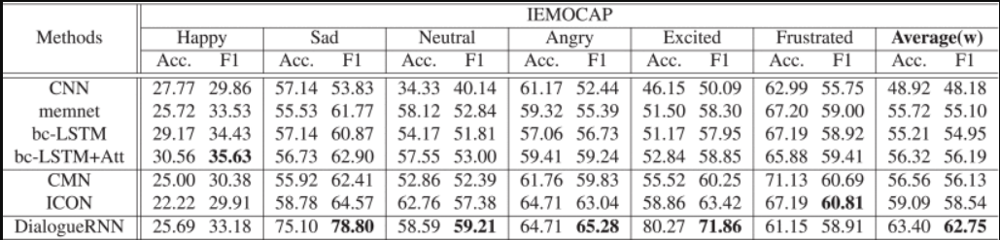 IEMOCAP
Methods Happy Sad Neutral Angry Excited Frustrated Average(w)
Acc. F1 Acc. F1 Acc. F1 Acc. F1 Acc. F1 Acc. F1 Acc. F1
CNN 27.77 29.86 57.14 53.83 34.33 40.14 61.17 52.44 46.15 50.09 62.99 55.75 48.92 48.18
memnet 25.72 33.53 55.53 61.77 58.12 52.84 59.32 55.39 51.50 58.30 67.20 59.00 55.72 55.10
bc-LSTM 29.17 34.43 57.14 60.87 54.17 51.81 57.06 56.73 51.17 57.95 67.19 58.92 55.21 54.95
bc-LSTM+Att 30.56 35.63 56.73 62.90 57.55 53.00 59.41 59.24 52.84 58.85 65.88 59.41 56.32 56.19
CMN 25.00 30.38 55.92 62.41 52.86 52.39 61.76 59.83 55.52 60.25 71.13 60.69 56.56 56.13
ICON 22.22 29.91 58.78 64.57 62.76 57.38 64.71 63.04 58.86 63.42 67.19 60.81 59.09 58.54
DialogueRNN 25.69 33.18 75.10 78.80 58.59 59.21 64.71 65.28 80.27 71.86 61.15 58.91 63.40 62.75